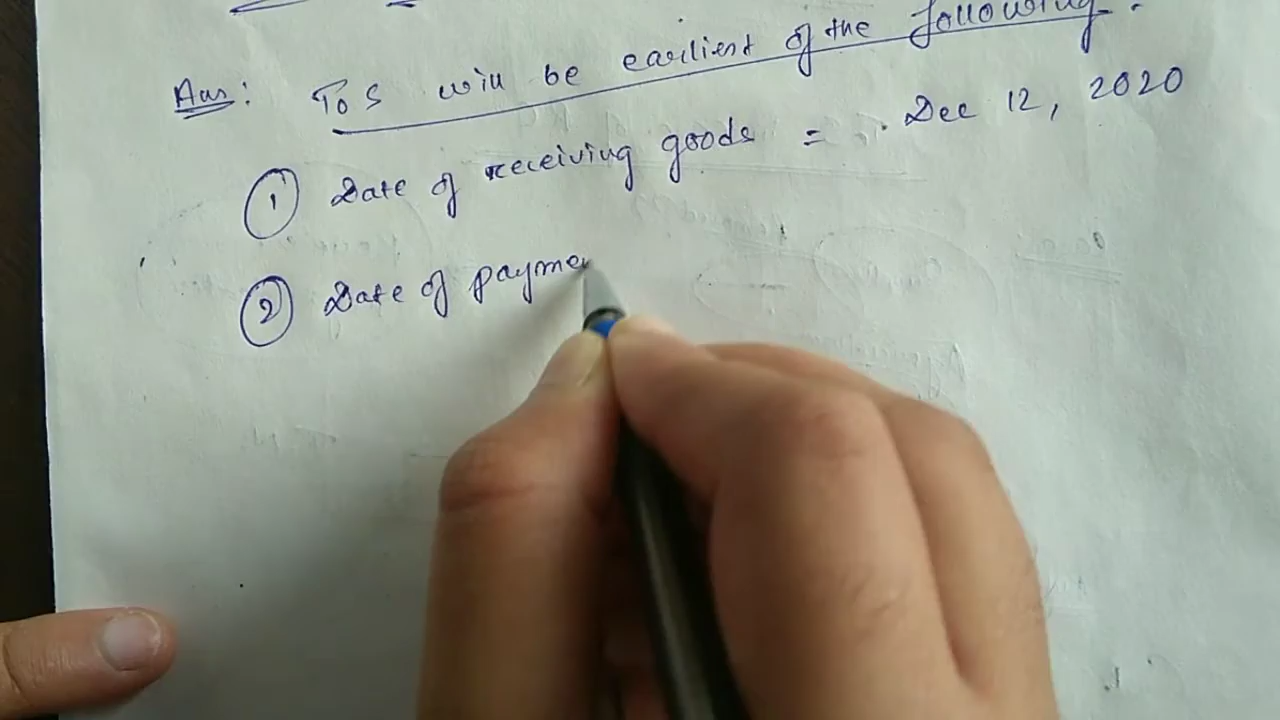 Ans: ToS will be earliest of the following.
① Date of receiving goods = Dec 12, 2020
② Date of payme